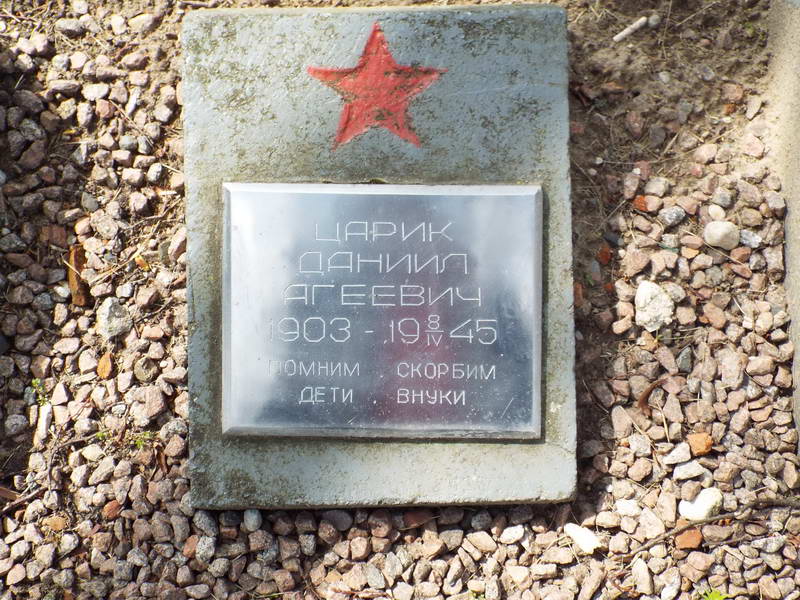 ЦАРИК
ДАНИИЛ
АГЕЕВИЧ
1903 - 19 8/IV 45
ПОМНИМ СКОРБИМ
ДЕТИ ВНУКИ